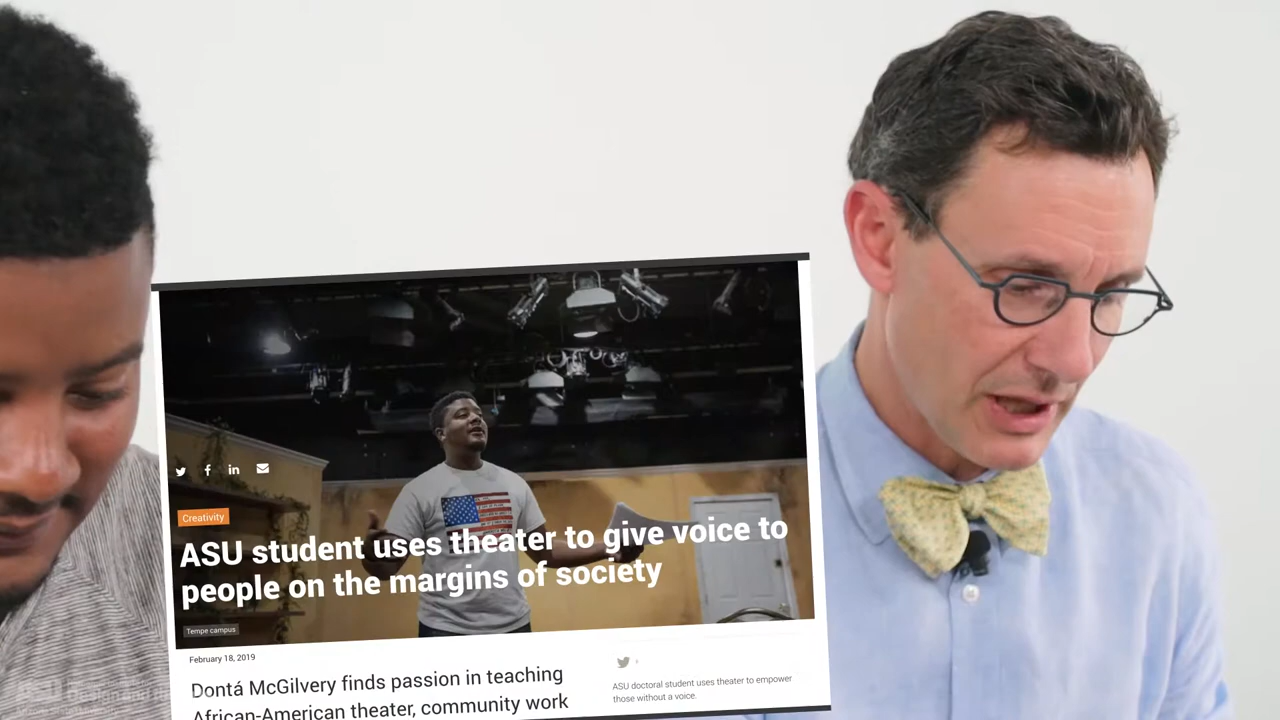 Creativity
ASU student uses theater to give voice to
people on the margins of society
Tempe campus
February 18, 2019
Dontá McGilvery finds passion in teaching
African-American theater, community work
ASU doctoral student uses theater to empower
those without a voice.